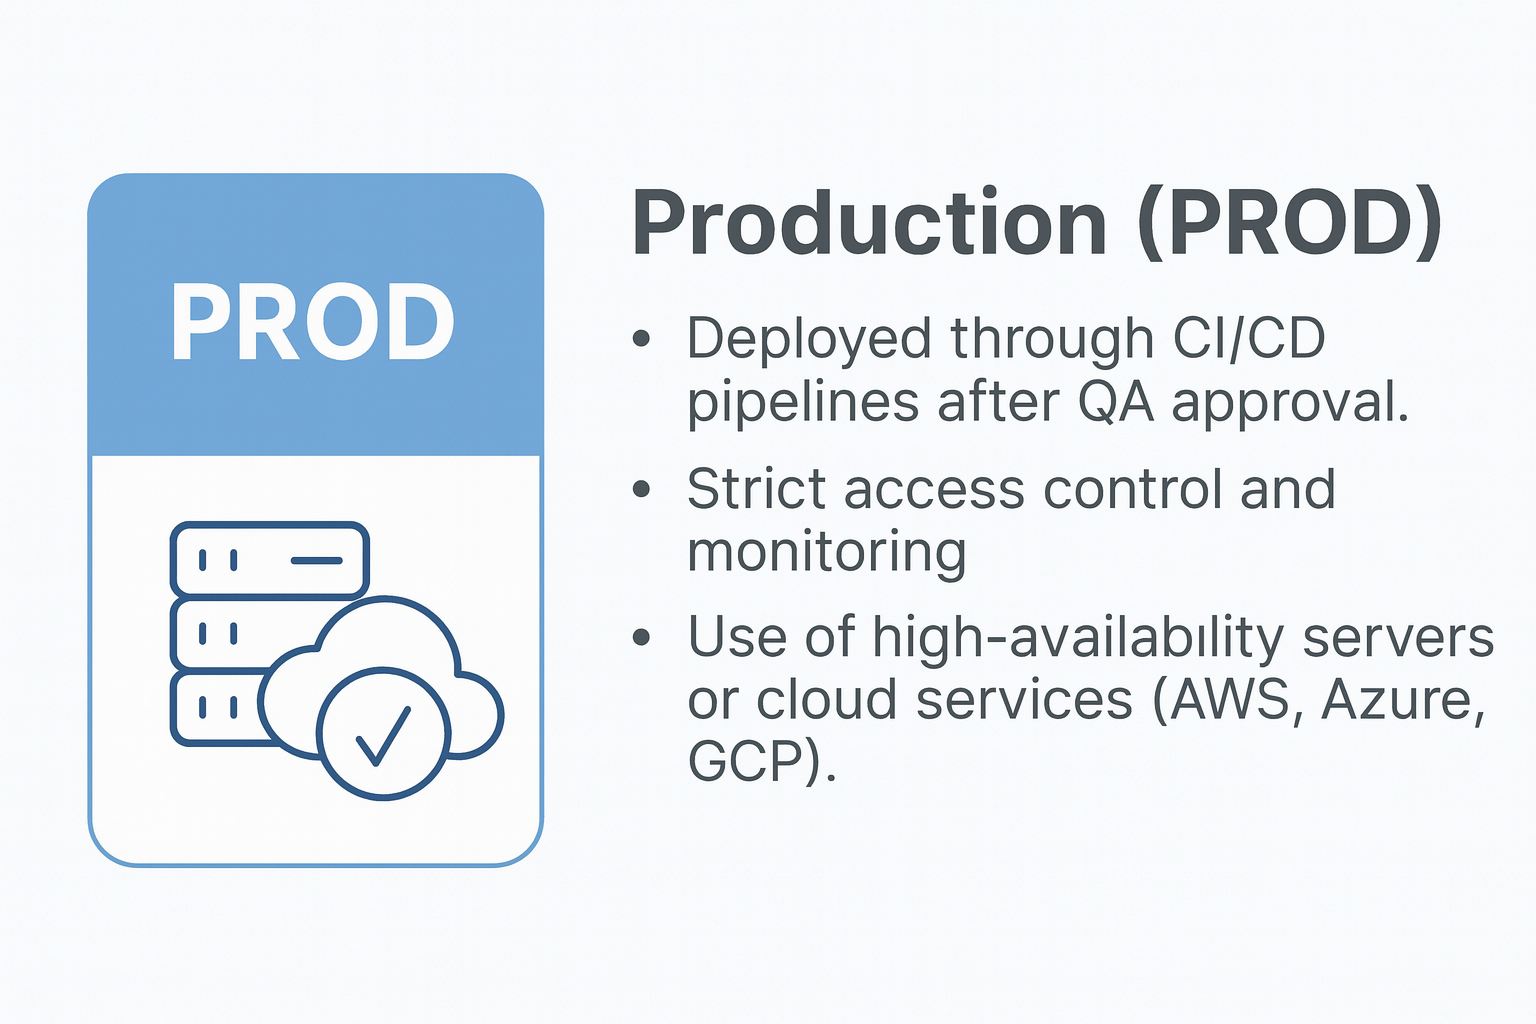 PROD
Production (PROD)
• Deployed through CI/CD
pipelines after QA approval.
• Strict access control and
monitoring
• Use of high-availabılity servers
or cloud services (AWS, Azure,
GCP).